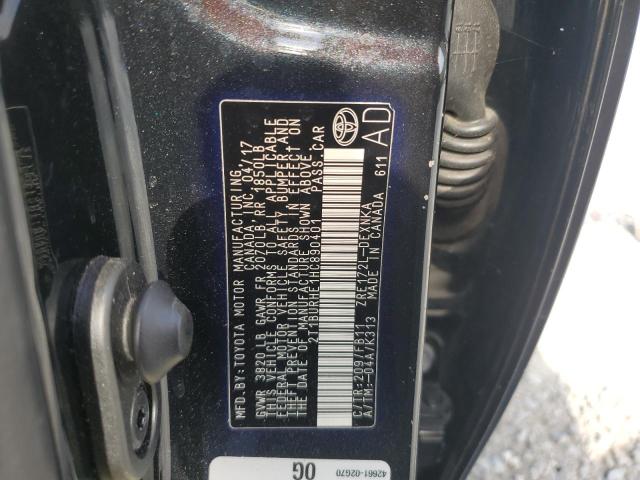 MFD.BY:TOYOTA MOTOR MANUFACTURING
CANADA, INC. 04/17
GVWR 3820LB GAWR FR 2070LB RR 1850LB
THIS VEHICLE CONFORMS TO ALL APPLICABLE
FEDERAL MOTOR VEHICLE SAFETY, BUMPER, AND
THEFT PREVENTION STANDARDS IN EFFECT ON
THE DATE OF MANUFACTURE SHOWN ABOVE.
2T1BURHE1HC890401 PASS.CAR
C/TR:209/FB11 ZRE172L-DEXNKA
A/TM:-04A/K313 MADE IN CANADA 611
AD
42661-02G70
0G